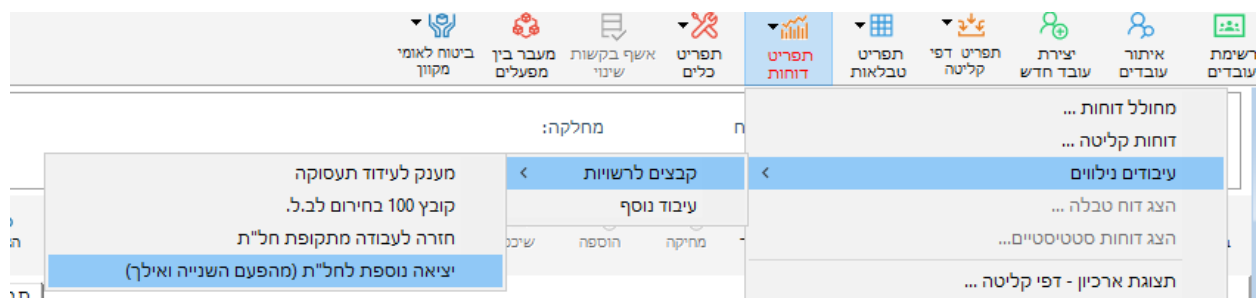 רשימת עובדים
איתור עובדים
יצירת עובד חדש
תפריט דפי קליטה
תפריט טבלאות
תפריט דוחות
תפריט כלים
אשף בקשות שינוי
מעבר בין מפעלים
ביטוח לאומי מקוון
מחולל דוחות ...
דוחות קליטה ...
עיבודים נילווים
הצג דוח טבלה ...
הצג דוחות סטטיסטיים...
תצוגת ארכיון - דפי קליטה ...
מחלקה:
קבצים לרשויות
עיבוד נוסף
מחיקה
הוספה
מענק לעידוד תעסוקה
קובץ 100 בחירום לב.ל.
חזרה לעבודה מתקופת חל"ת
יציאה נוספת לחל"ת (מהפעם השנייה ואילך)